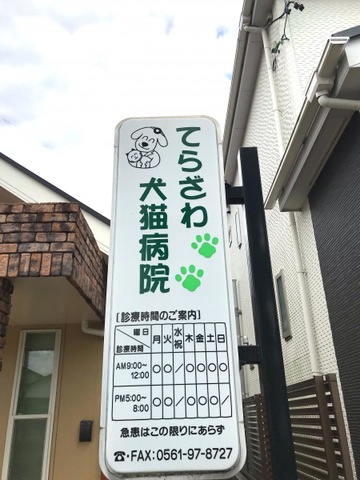 てらざわ
犬猫病院
[診療時間のご案内]
曜日 月 火 水祝 木 金 土 日
診療時間
AM9:00~12:00 ○ ○ / ○ ○ ○ ○
PM5:00~8:00 ○ ○ / ○ ○ ○ /
急患はこの限りにあらず
☎・FAX:0561-97-8727